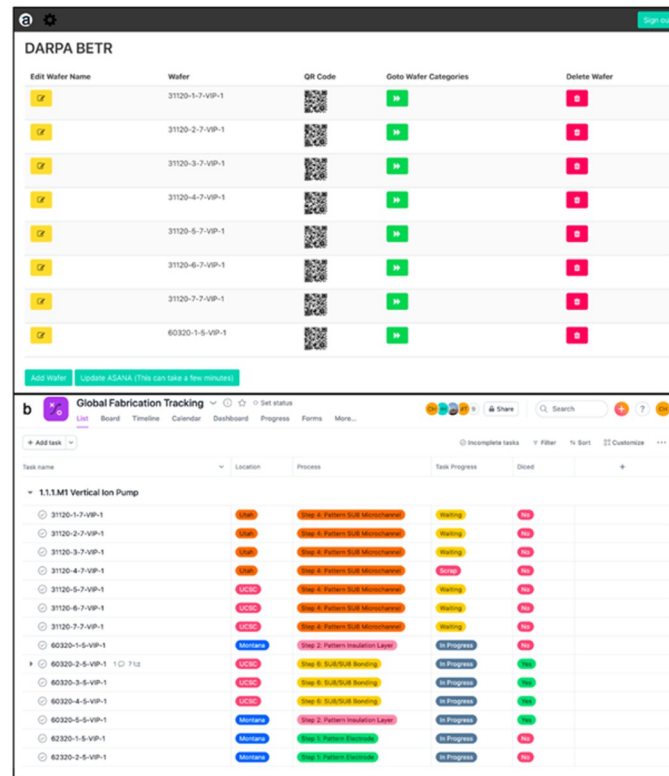 a
Sign ou
DARPA BETR
Edit Wafer Name Wafer QR Code Goto Wafer Categories Delete Wafer
31120-1-7-VIP-1
31120-2-7-VIP-1
31120-3-7-VIP-1
31120-4-7-VIP-1
31120-5-7-VIP-1
31120-6-7-VIP-1
31120-7-7-VIP-1
60320-1-5-VIP-1
Add Wafer Update ASANA (This can take a few minutes)
b Global Fabrication Tracking Set status CH JT 9 Share Search ? CH
List Board Timeline Calendar Dashboard Progress Forms More...
+ Add task Incomplete tasks Filter Sort Customize ...
Task name Location Process Task Progress Diced +
1.1.1.M1 Vertical Ion Pump
31120-1-7-VIP-1 Utah Step 4: Pattern SU8 Microchannel Waiting No
31120-2-7-VIP-1 Utah Step 4: Pattern SU8 Microchannel Waiting No
31120-3-7-VIP-1 Utah Step 4: Pattern SU8 Microchannel Waiting No
31120-4-7-VIP-1 Utah Step 4: Pattern SU8 Microchannel Scrap No
31120-5-7-VIP-1 UCSC Step 4: Pattern SU8 Microchannel Waiting No
31120-6-7-VIP-1 UCSC Step 4: Pattern SU8 Microchannel Waiting No
31120-7-7-VIP-1 UCSC Step 4: Pattern SU8 Microchannel Waiting No
60320-1-5-VIP-1 Montana Step 2: Pattern Insulation Layer In Progress No
60320-2-5-VIP-1 1 7 UCSC Step 6: SU8/SU8 Bonding In Progress Yes
60320-3-5-VIP-1 UCSC Step 6: SU8/SU8 Bonding In Progress Yes
60320-4-5-VIP-1 UCSC Step 6: SU8/SU8 Bonding In Progress Yes
60320-5-5-VIP-1 Montana Step 2: Pattern Insulation Layer In Progress Yes
62320-1-5-VIP-1 Montana Step 1: Pattern Electrode In Progress No
62320-2-5-VIP-1 Montana Step 1: Pattern Electrode In Progress No